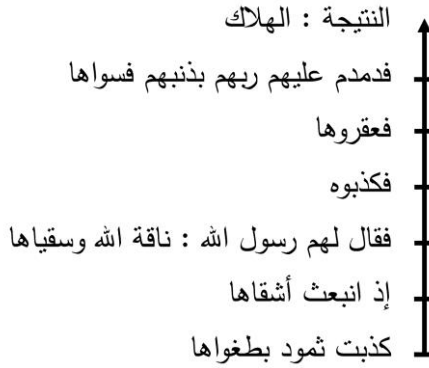 النتيجة : الهلاك
فدمدم عليهم ربهم بذنبهم فسواها
فعقروها
فكذبوه
فقال لهم رسول الله : ناقة الله وسقياها
إذ انبعث أشقاها
كذبت ثمود بطغواها